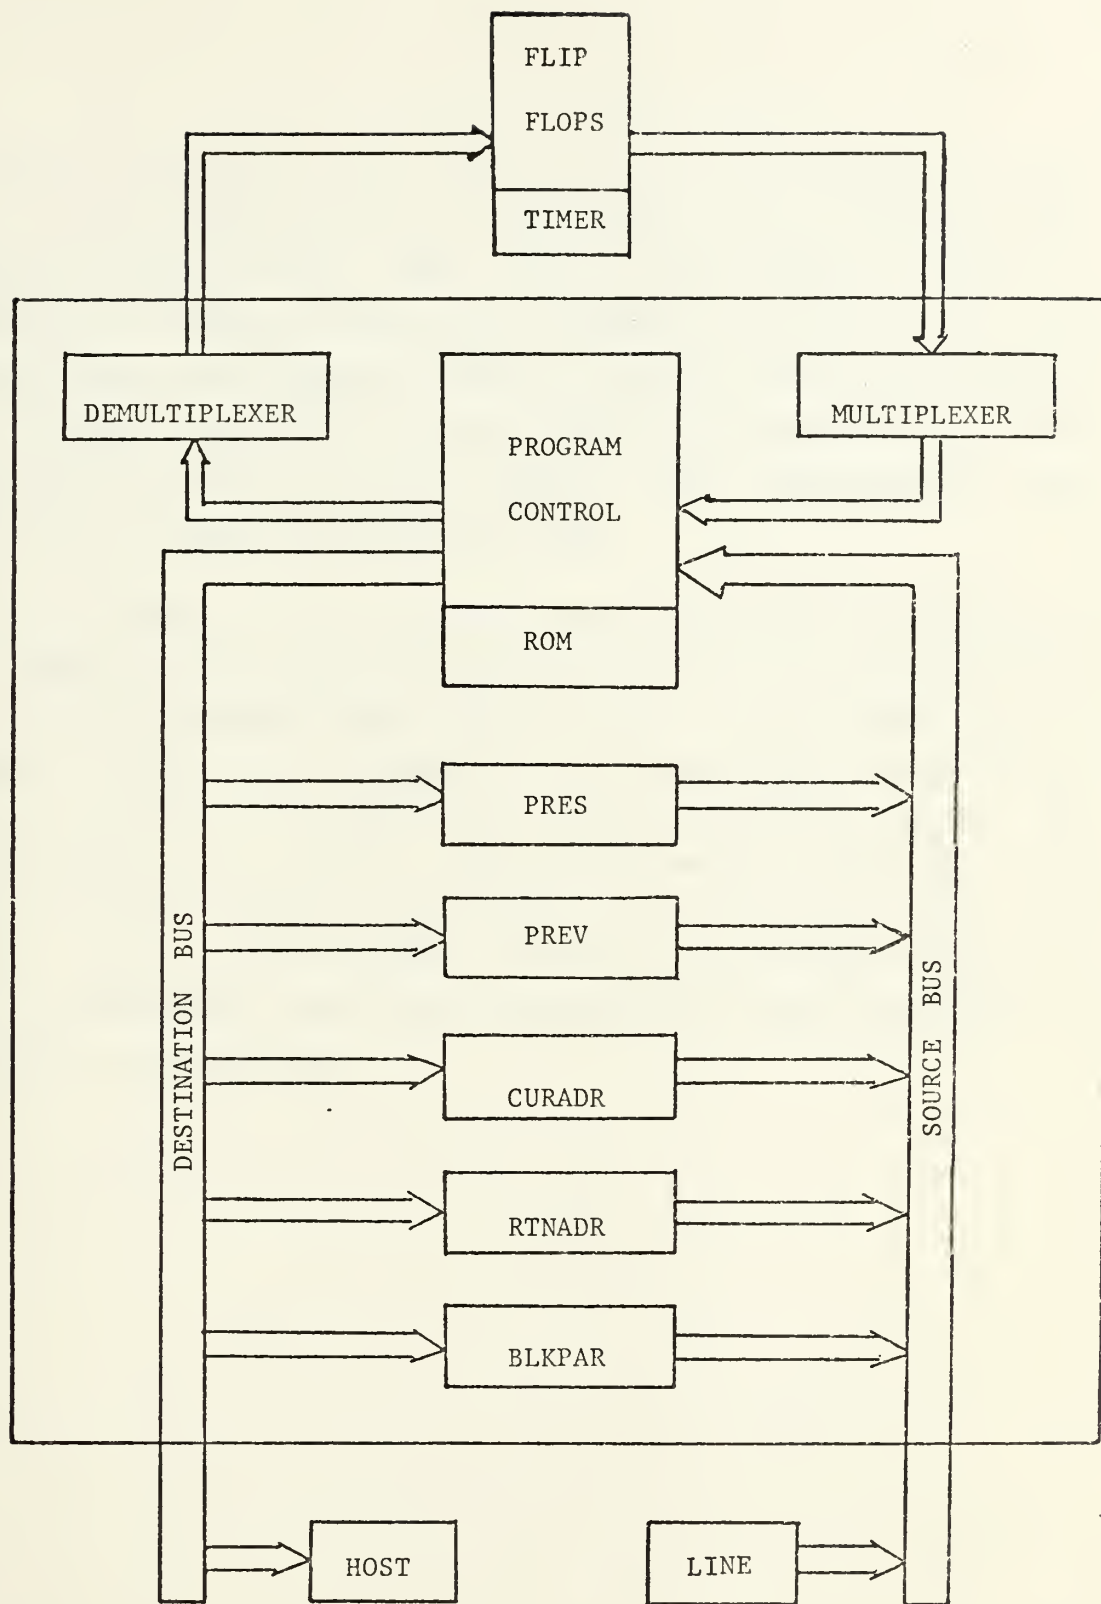 FLIP
FLOPS
TIMER
DEMULTIPLEXER
MULTIPLEXER
PROGRAM
CONTROL
ROM
PRES
PREV
CURADR
RTNADR
BLKPAR
DESTINATION BUS
SOURCE BUS
HOST
LINE